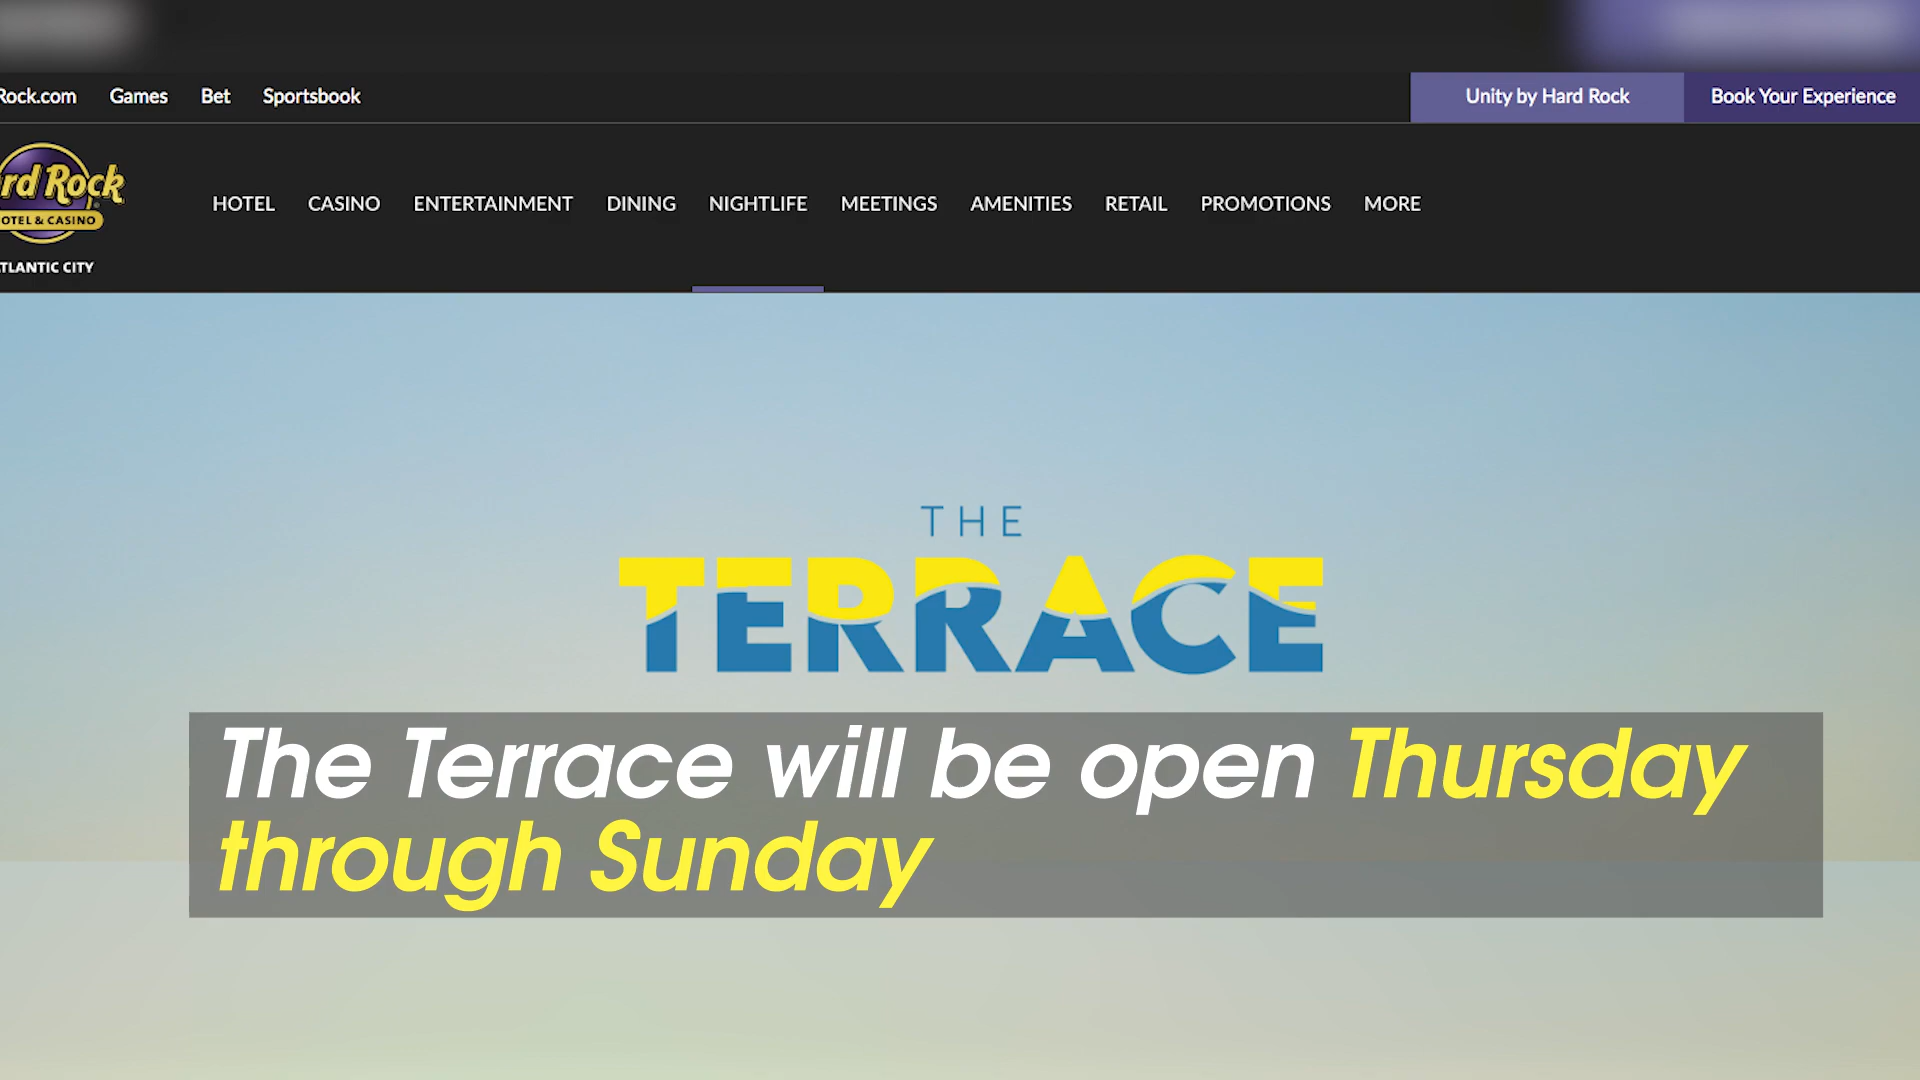 Rock.com Games Bet Sportsbook Unity by Hard Rock Book Your Experience
rd Rock
OTEL & CASINO
TLANTIC CITY
HOTEL CASINO ENTERTAINMENT DINING NIGHTLIFE MEETINGS AMENITIES RETAIL PROMOTIONS MORE
THE
TERRACE
The Terrace will be open Thursday
through Sunday